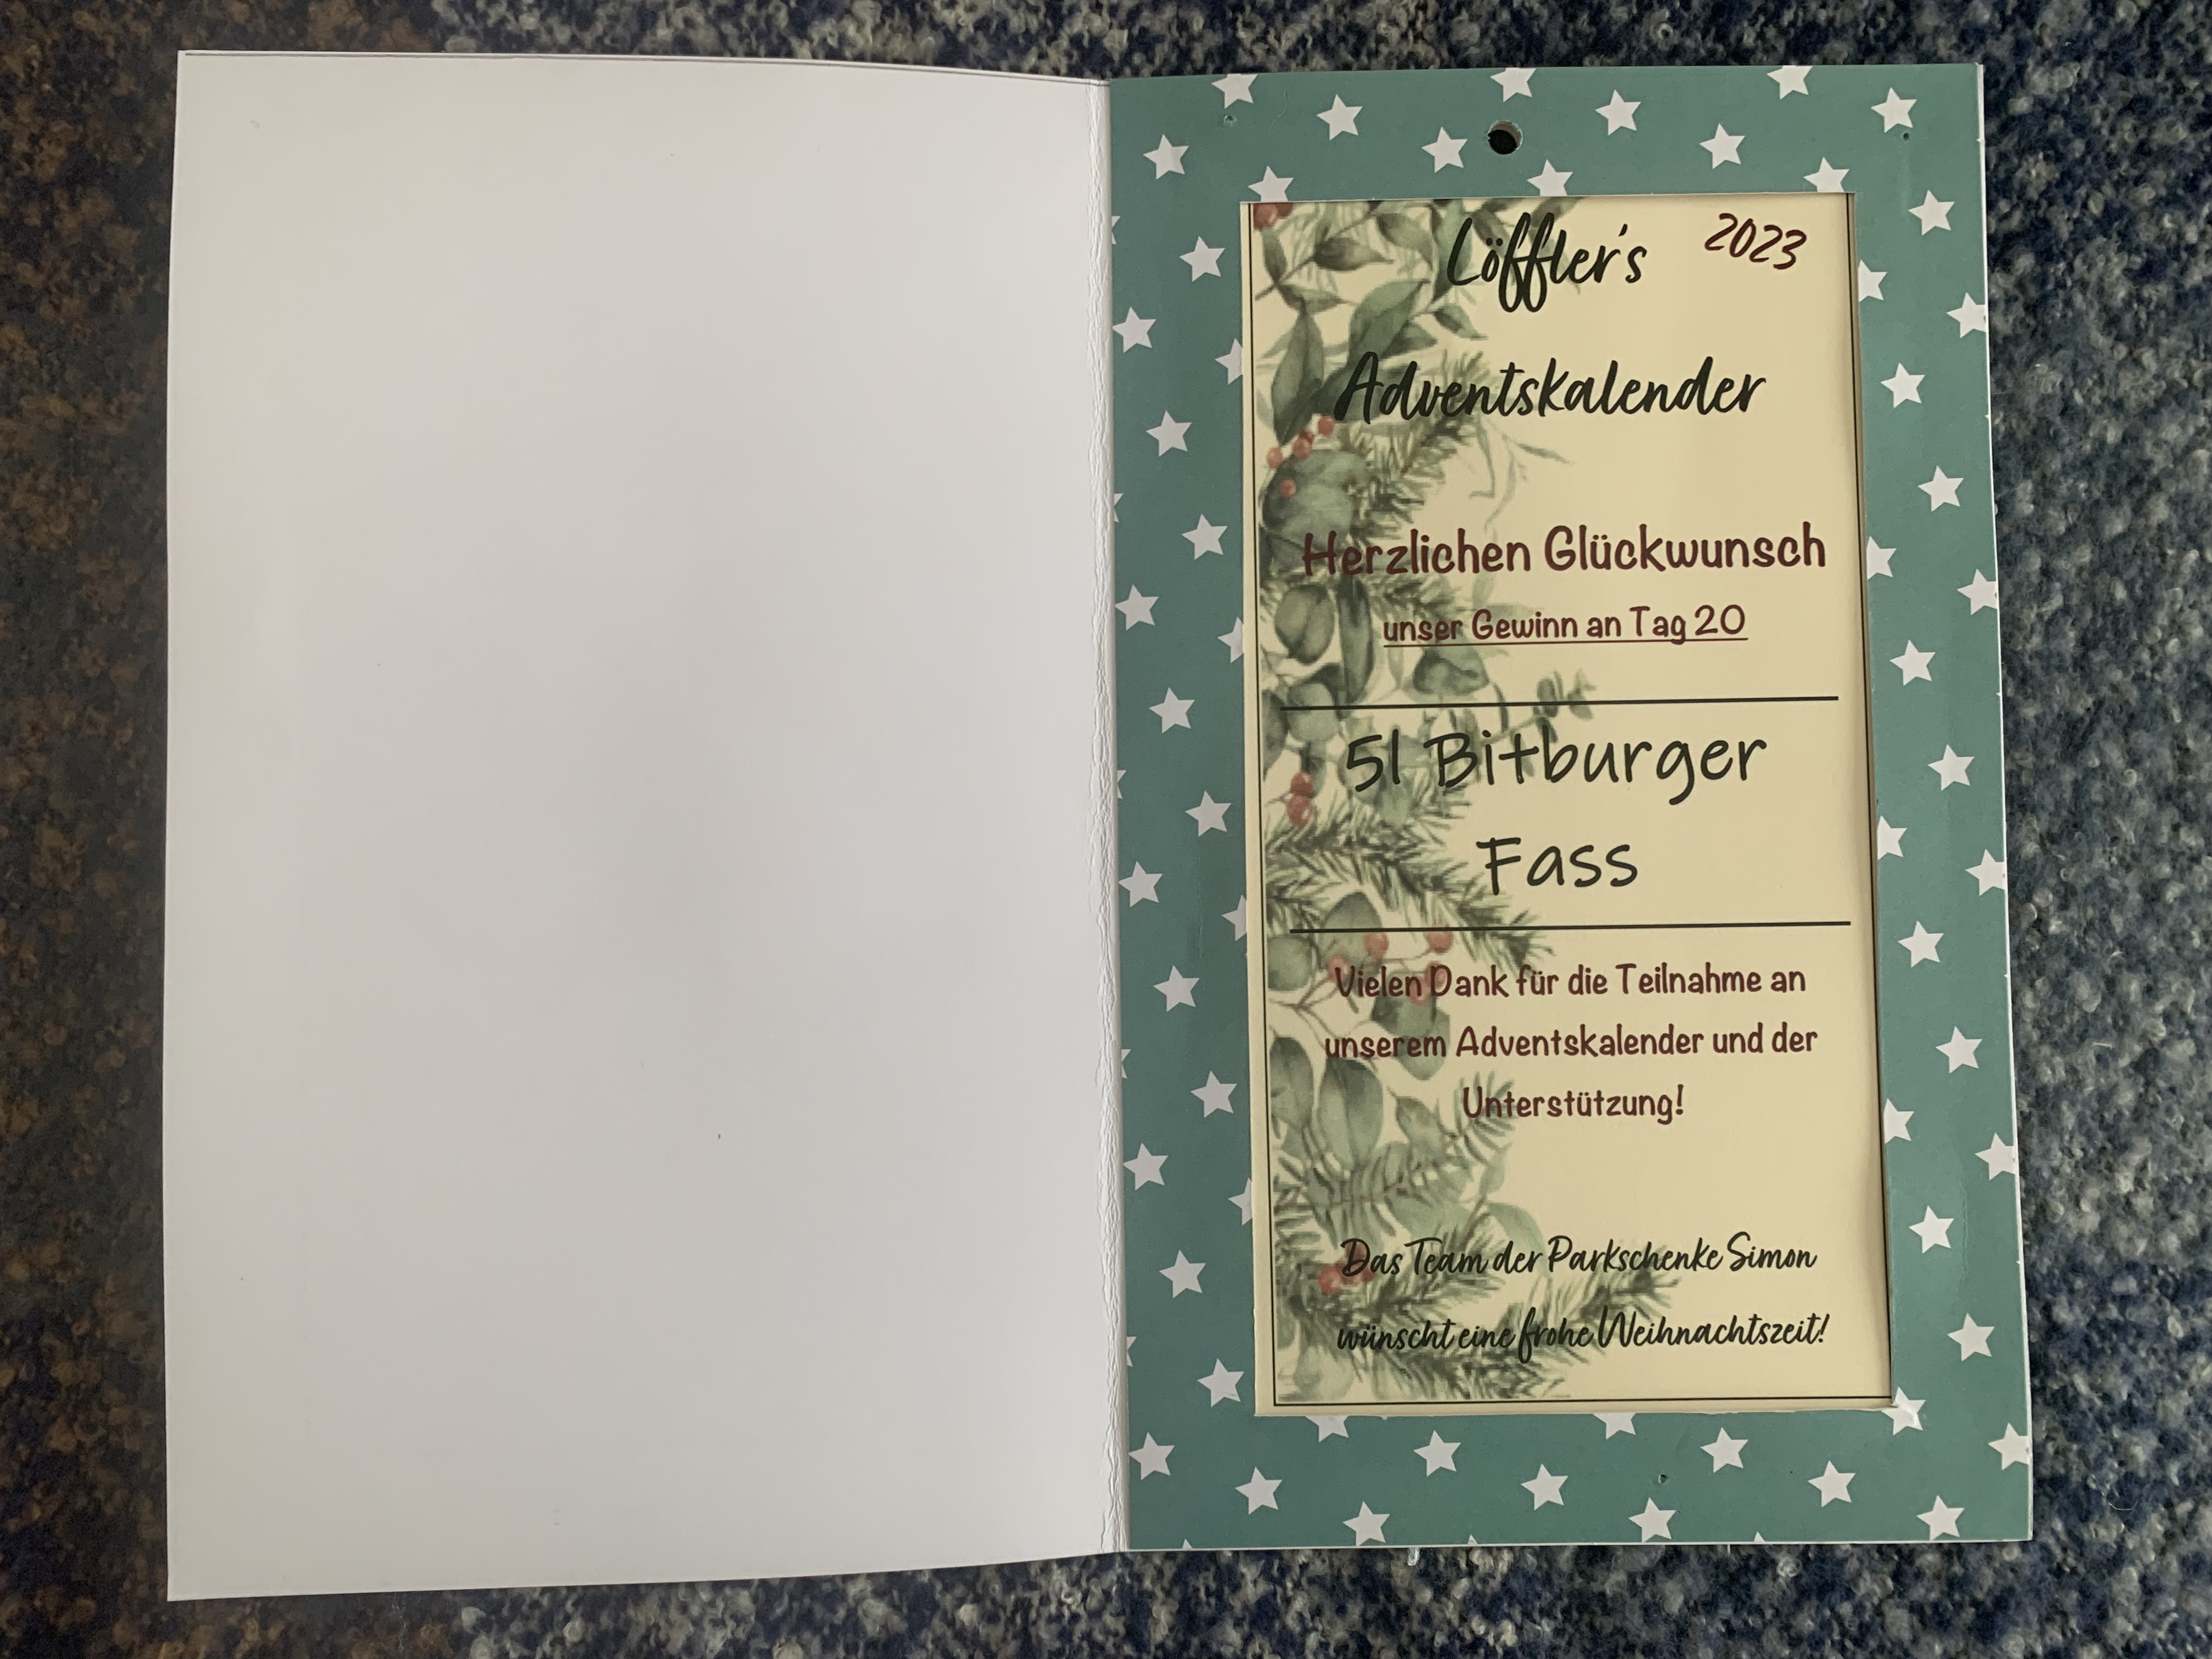 Löffler's 2023
Adventskalender
Herzlichen Glückwunsch
unser Gewinn an Tag 20
5l Bitburger
Fass
Vielen Dank für die Teilnahme an
unserem Adventskalender und der
Unterstützung!
Das Team der Parkschenke Simon
wünscht eine frohe Weihnachtszeit!